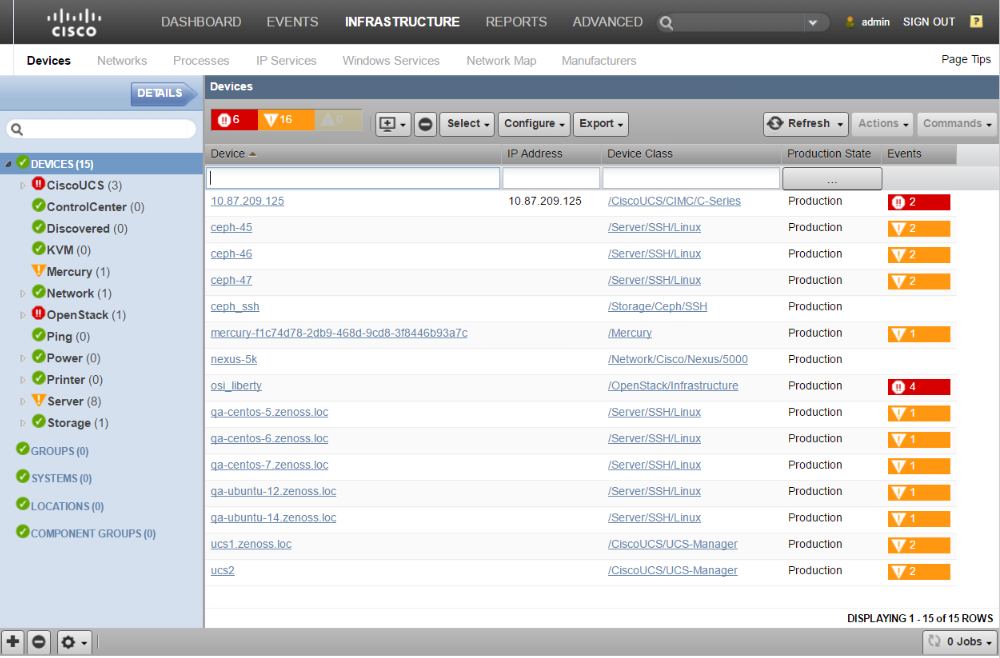 CISCO DASHBOARD EVENTS INFRASTRUCTURE REPORTS ADVANCED admin SIGN OUT ?
Devices Networks Processes IP Services Windows Services Network Map Manufacturers Page Tips
DETAILS
DEVICES (15)
CiscoUCS (3)
ControlCenter (0)
Discovered (0)
KVM (0)
Mercury (1)
Network (1)
OpenStack (1)
Ping (0)
Power (0)
Printer (0)
Server (8)
Storage (1)
GROUPS (0)
SYSTEMS (0)
LOCATIONS (0)
COMPONENT GROUPS (0)
Devices
6 16 0 Select Configure Export Refresh Actions Commands
Device IP Address Device Class Production State Events
...
10.87.209.125 10.87.209.125 /CiscoUCS/CIMC/C-Series Production 2
ceph-45 /Server/SSH/Linux Production 2
ceph-46 /Server/SSH/Linux Production 2
ceph-47 /Server/SSH/Linux Production 2
ceph_ssh /Storage/Ceph/SSH Production
mercury-f1c74d78-2db9-468d-9cd8-3f8446b93a7c /Mercury Production 1
nexus-5k /Network/Cisco/Nexus/5000 Production
osi_liberty /OpenStack/Infrastructure Production 4
qa-centos-5.zenoss.loc /Server/SSH/Linux Production 1
qa-centos-6.zenoss.loc /Server/SSH/Linux Production 1
qa-centos-7.zenoss.loc /Server/SSH/Linux Production 1
qa-ubuntu-12.zenoss.loc /Server/SSH/Linux Production 1
qa-ubuntu-14.zenoss.loc /Server/SSH/Linux Production 1
ucs1.zenoss.loc /CiscoUCS/UCS-Manager Production 2
ucs2 /CiscoUCS/UCS-Manager Production 2
DISPLAYING 1 - 15 of 15 ROWS
0 Jobs